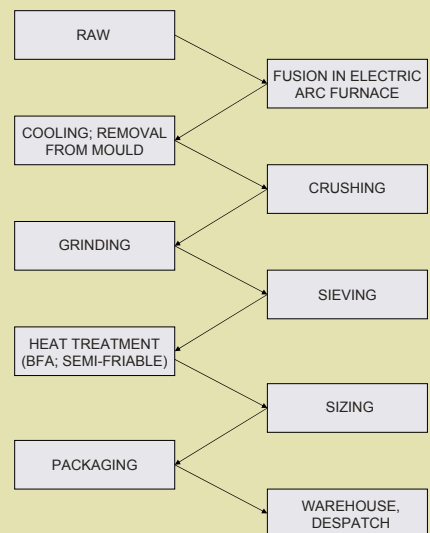 RAW
FUSION IN ELECTRIC
ARC FURNACE
COOLING; REMOVAL
FROM MOULD
CRUSHING
GRINDING
SIEVING
HEAT TREATMENT
(BFA; SEMI-FRIABLE)
SIZING
PACKAGING
WAREHOUSE,
DESPATCH